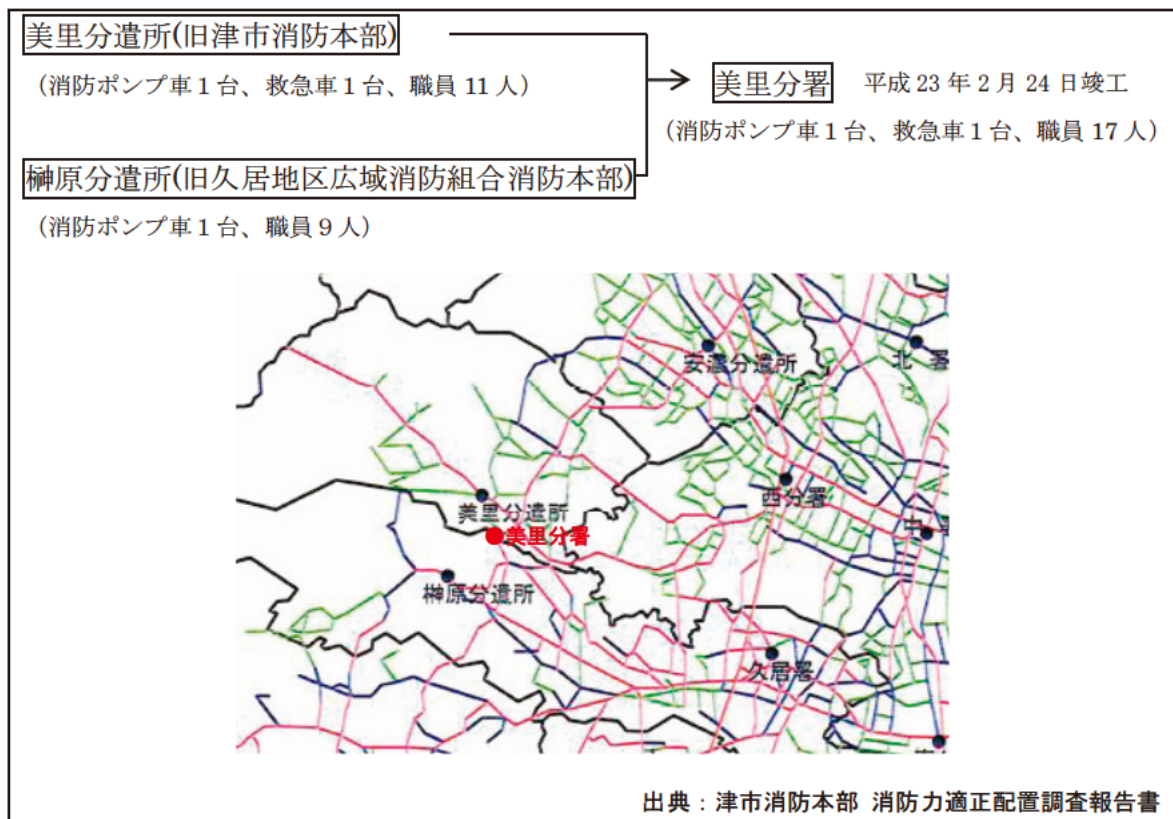 美里分遣所(旧津市消防本部)
(消防ポンプ車1台、救急車1台、職員 11 人)
美里分署 平成 23 年 2 月 24 日竣工
(消防ポンプ車1台、救急車1台、職員 17 人)
榊原分遣所(旧久居地区広域消防組合消防本部)
(消防ポンプ車1台、職員 9 人)
安濃分遣所
北署
西分署
美里分遣所
美里分署
中
榊原分遣所
久居署
出典:津市消防本部 消防力適正配置調査報告書